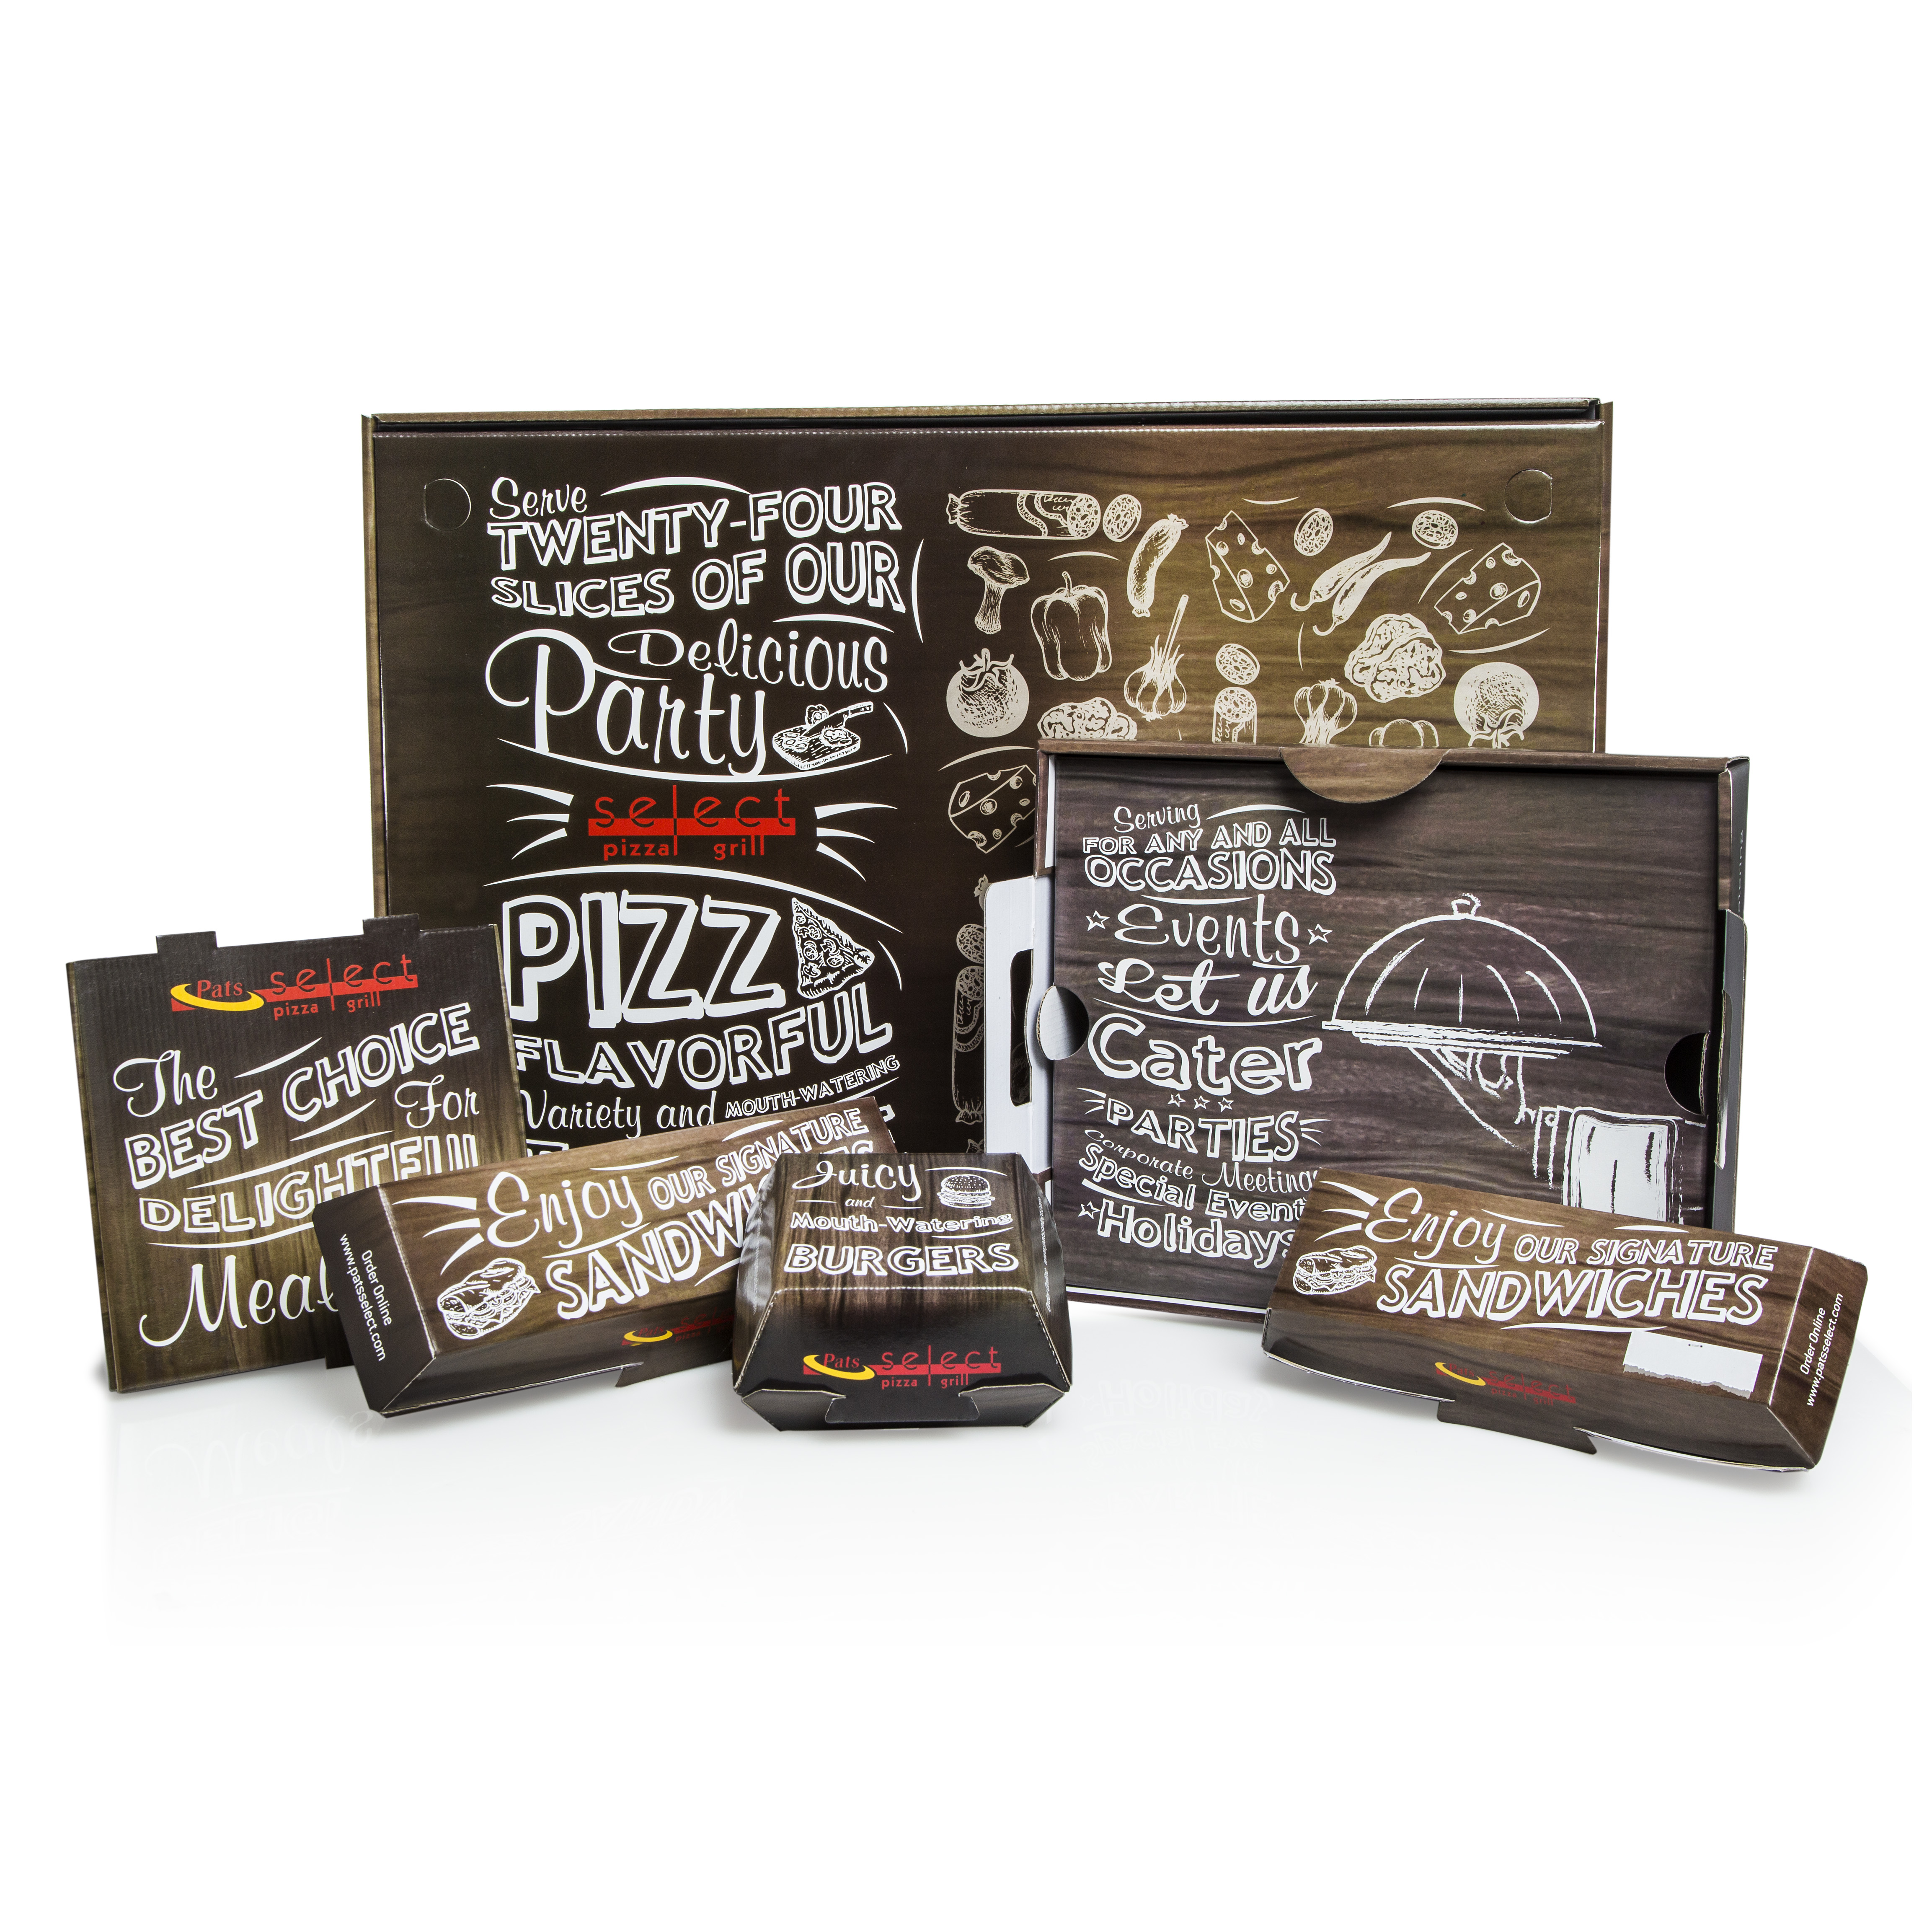 Serve
TWENTY-FOUR
SLICES OF OUR
Delicious
Party
select
pizza grill
PIZZ
FLAVORFUL
Variety and MOUTH-WATERING
Serving
FOR ANY AND ALL
OCCASIONS
Events
Let us
Cater
PARTIES
Corporate Meeting
Special Event
Holidays
Pats select
pizza grill
The
BEST CHOICE
For
DELIGHTFUL
Meal
Enjoy OUR SIGNATURE
SANDWI
Order Online
www.patsselect.com
Juicy
and
Mouth-Watering
BURGERS
Pats select
pizza grill
Enjoy OUR SIGNATURE
SANDWICHES
Order Online
www.patsselect.com